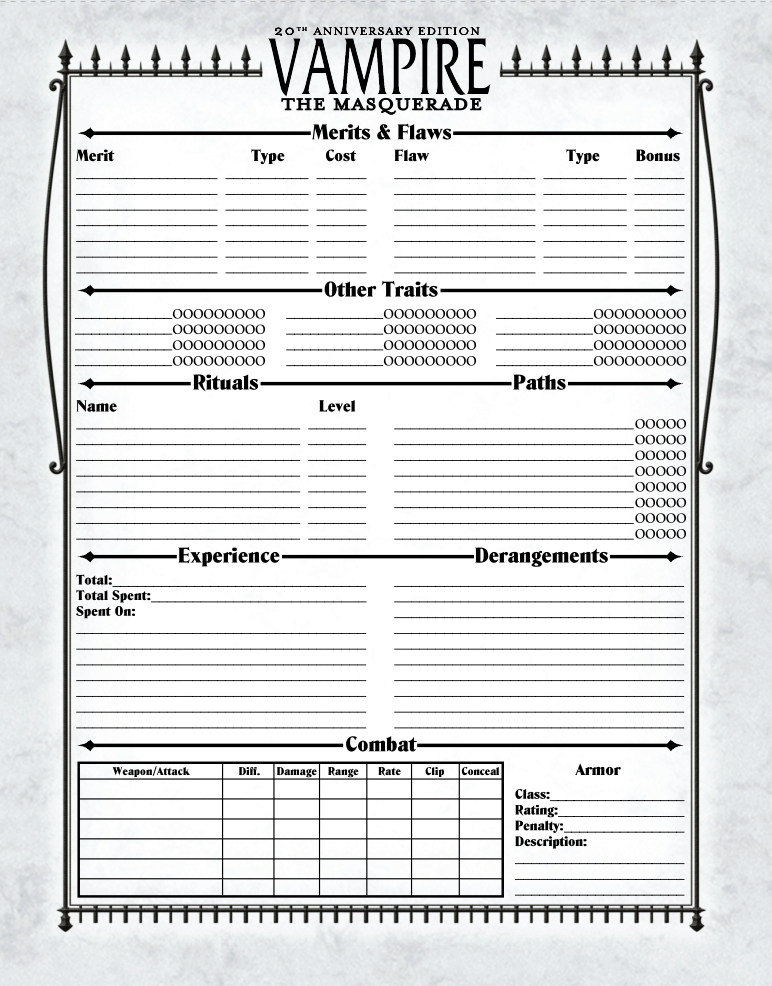 20TH ANNIVERSARY EDITION
VAMPIRE
THE MASQUERADE
Merits & Flaws
Merit Type Cost Flaw Type Bonus
Other Traits
OOOOOOOOO OOOOOOOOO OOOOOOOOO
OOOOOOOOO OOOOOOOOO OOOOOOOOO
OOOOOOOOO OOOOOOOOO OOOOOOOOO
OOOOOOOOO OOOOOOOOO OOOOOOOOO
Rituals Paths
Name Level
OOOOO
OOOOO
OOOOO
OOOOO
OOOOO
OOOOO
OOOOO
OOOOO
Experience Derangements
Total:
Total Spent:
Spent On:
Combat
Weapon/Attack Diff. Damage Range Rate Clip Conceal
Armor
Class:
Rating:
Penalty:
Description: